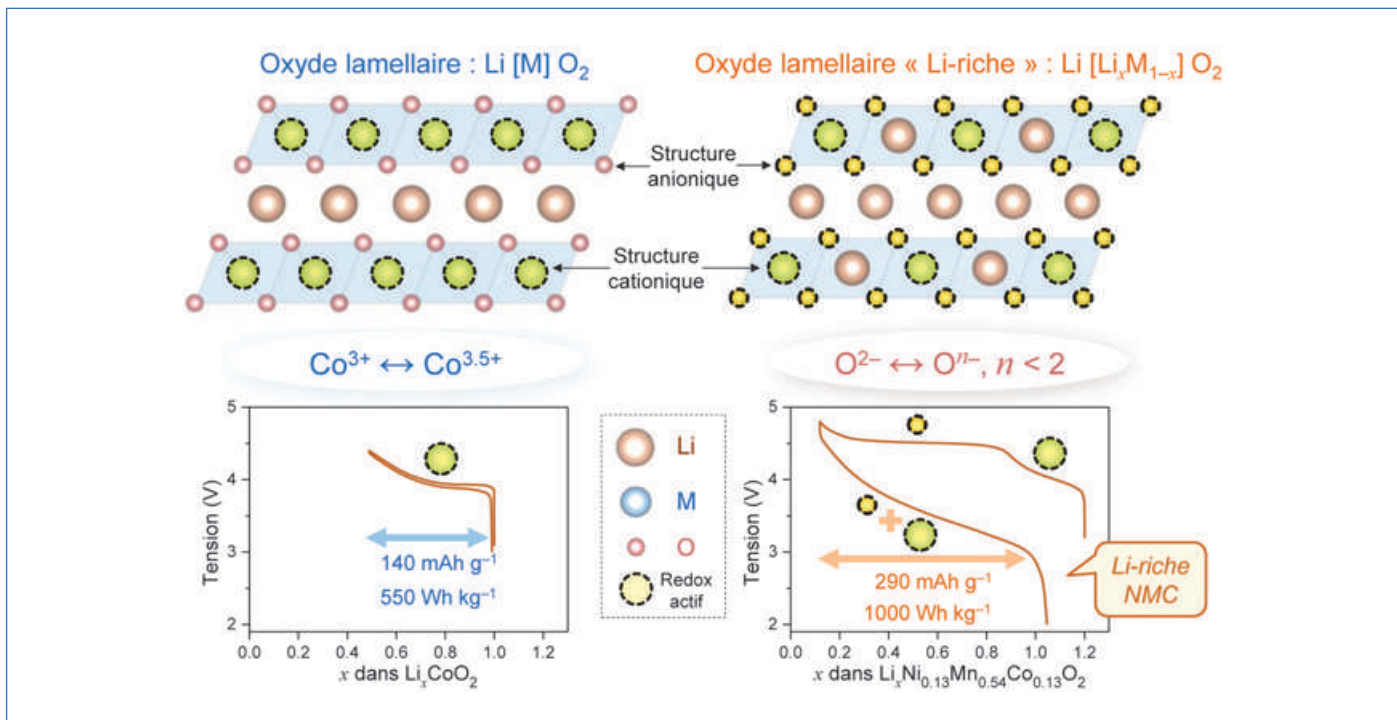 Oxyde lamellaire : Li [M] O₂
Oxyde lamellaire « Li-riche » : Li [LiₓM₁₋ₓ] O₂
Structure
anionique
Structure
cationique
Co³⁺ ↔ Co³·⁵⁺
O²⁻ ↔ Oⁿ⁻, n < 2
5
4
3
2
Tension (V)
140 mAh g⁻¹
550 Wh kg⁻¹
0.0 0.2 0.4 0.6 0.8 1.0 1.2
x dans LiₓCoO₂
Li
M
O
Redox
actif
5
4
3
2
Tension (V)
290 mAh g⁻¹
1000 Wh kg⁻¹
Li-riche
NMC
0.0 0.2 0.4 0.6 0.8 1.0 1.2
x dans LiₓNi₀.₁₃Mn₀.₅₄Co₀.₁₃O₂